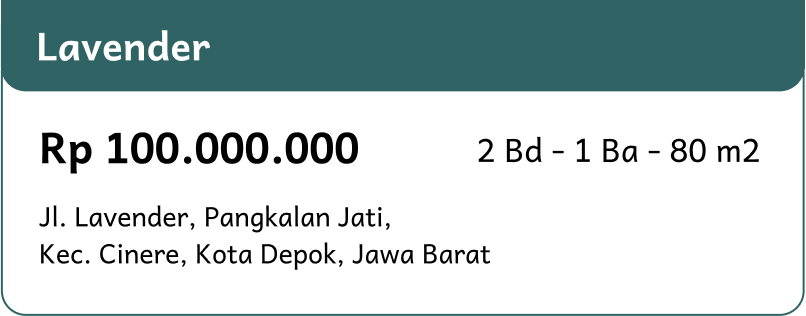 Lavender
Rp 100.000.000
2 Bd - 1 Ba - 80 m2
Jl. Lavender, Pangkalan Jati,
Kec. Cinere, Kota Depok, Jawa Barat